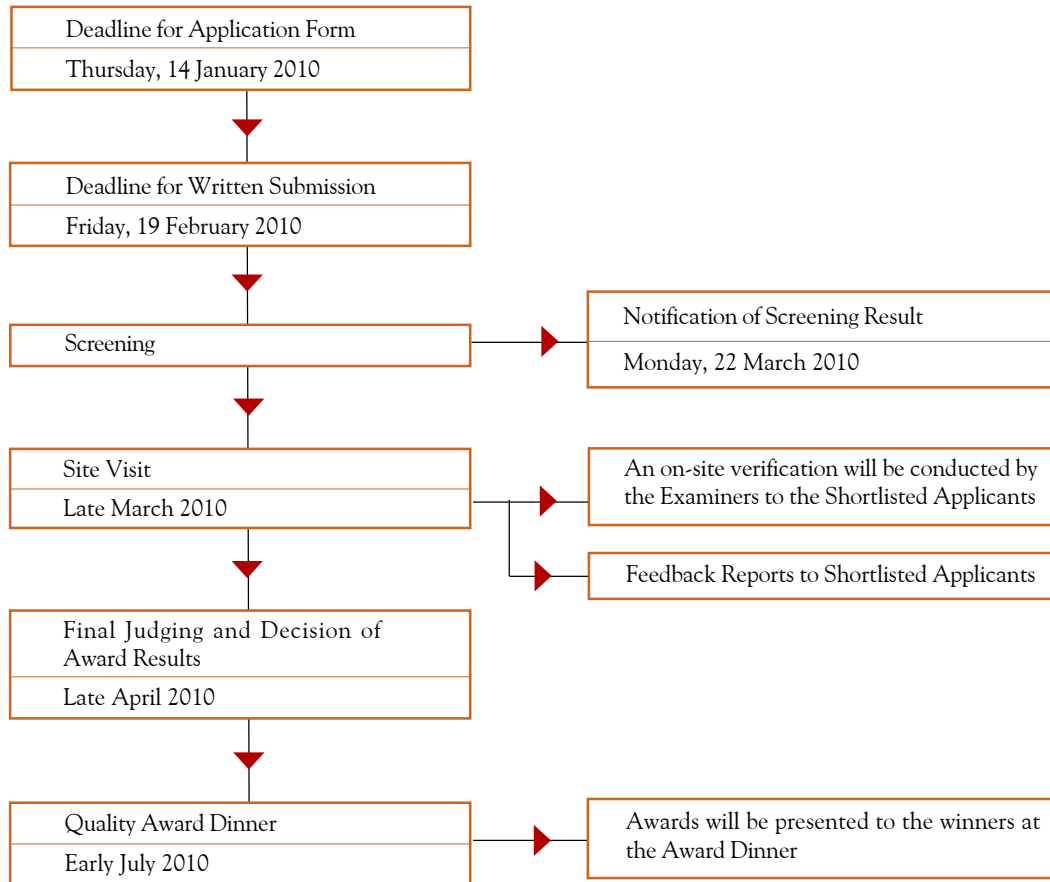 Deadline for Application Form
Thursday, 14 January 2010
Deadline for Written Submission
Friday, 19 February 2010
Screening
Notification of Screening Result
Monday, 22 March 2010
Site Visit
Late March 2010
An on-site verification will be conducted by
the Examiners to the Shortlisted Applicants
Feedback Reports to Shortlisted Applicants
Final Judging and Decision of
Award Results
Late April 2010
Quality Award Dinner
Early July 2010
Awards will be presented to the winners at
the Award Dinner